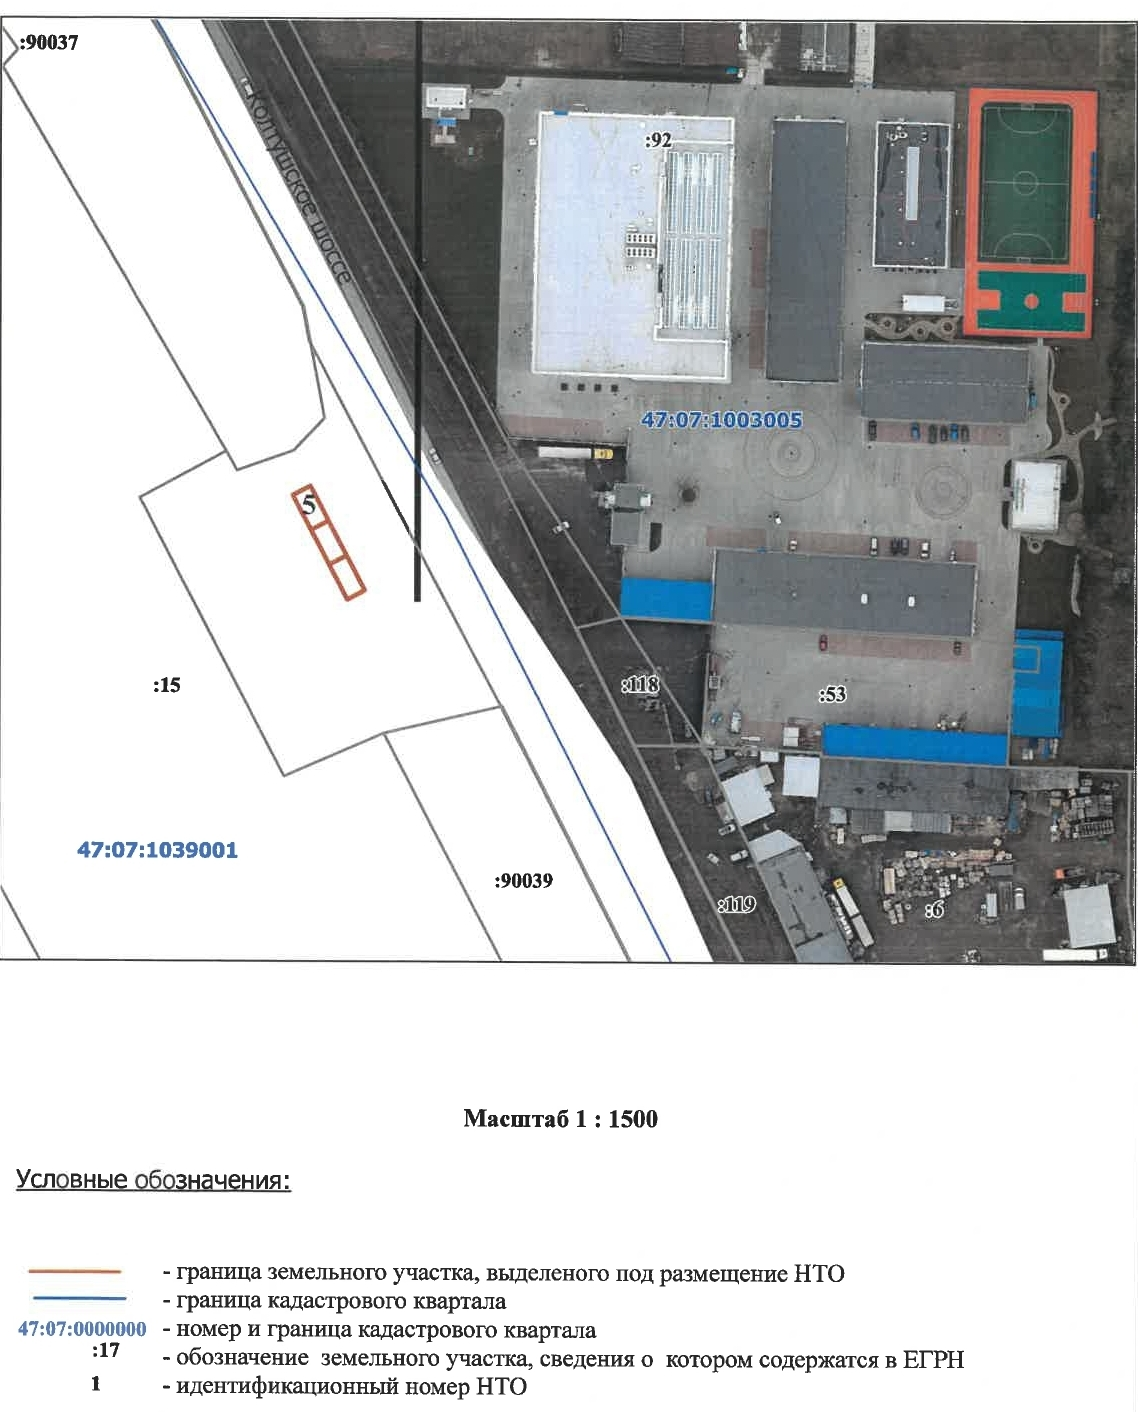 :90037
Колтушское шоссе
:92
47:07:1003005
5
:15
:118
:53
47:07:1039001
:90039
:119
:6
Масштаб 1 : 1500
Условные обозначения:
- граница земельного участка, выделеного под размещение НТО
- граница кадастрового квартала
47:07:0000000 - номер и граница кадастрового квартала
:17 - обозначение земельного участка, сведения о котором содержатся в ЕГРН
1 - идентификационный номер НТО